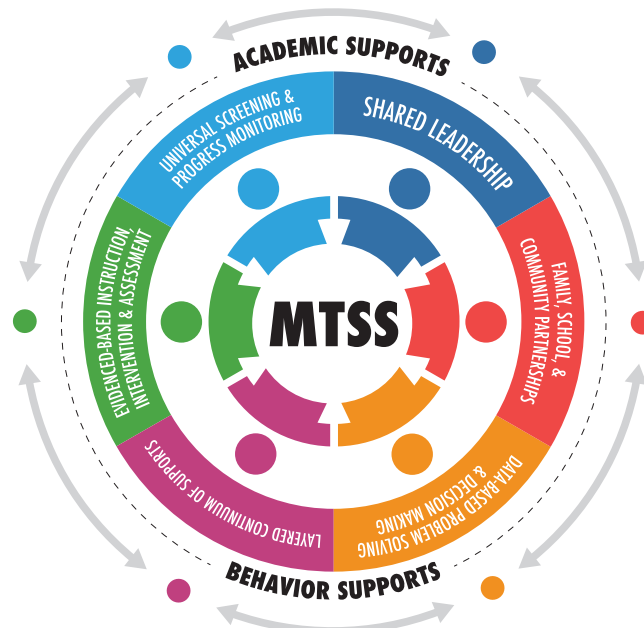 ACADEMIC SUPPORTS
UNIVERSAL SCREENING &
PROGRESS MONITORING
SHARED LEADERSHIP
FAMILY, SCHOOL, &
COMMUNITY PARTNERSHIPS
DATA-BASED PROBLEM SOLVING
& DECISION MAKING
LAYERED CONTINUUM OF SUPPORTS
EVIDENCED-BASED INSTRUCTION,
INTERVENTION & ASSESSMENT
MTSS
BEHAVIOR SUPPORTS